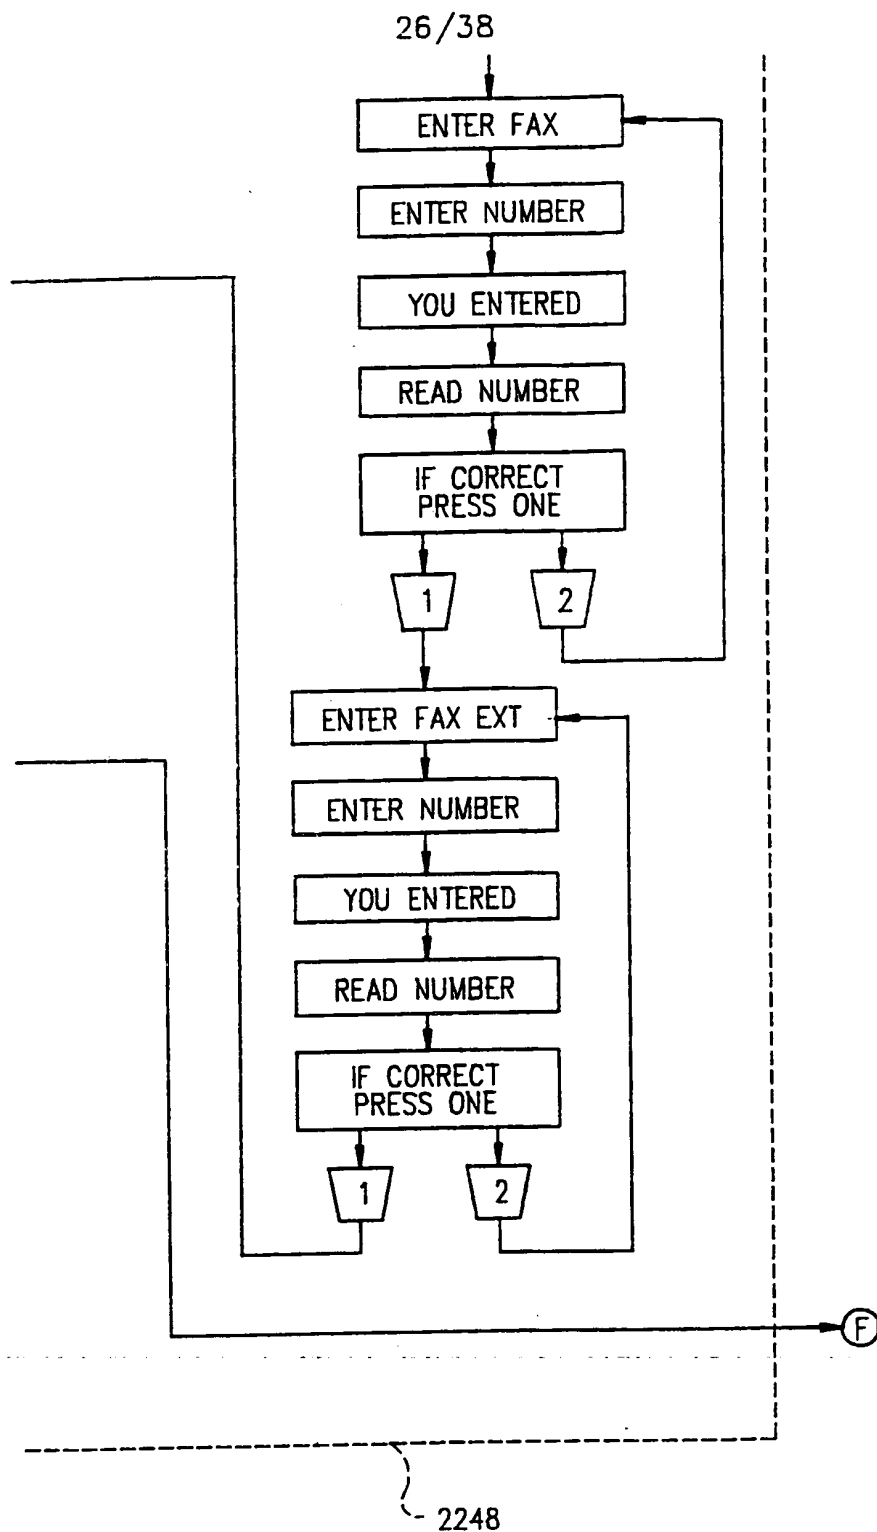 26/38
ENTER FAX
ENTER NUMBER
YOU ENTERED
READ NUMBER
IF CORRECT
PRESS ONE
1 2
ENTER FAX EXT
ENTER NUMBER
YOU ENTERED
READ NUMBER
IF CORRECT
PRESS ONE
1 2
F
2248